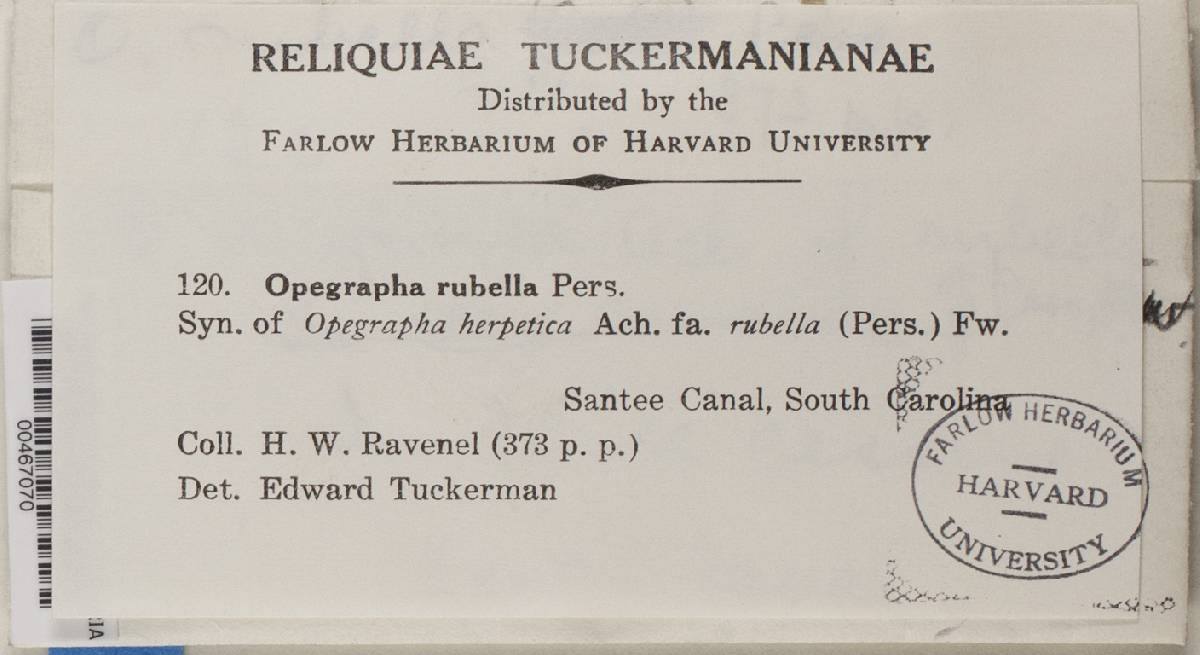 RELIQUIAE TUCKERMANIANAE
Distributed by the
FARLOW HERBARIUM OF HARVARD UNIVERSITY
120. Opegrapha rubella Pers.
Syn. of Opegrapha herpetica Ach. fa. rubella (Pers.) Fw.
Santee Canal, South Carolina
Coll. H. W. Ravenel (373 p. p.)
Det. Edward Tuckerman
FARLOW HERBARIUM
HARVARD
UNIVERSITY
00467070